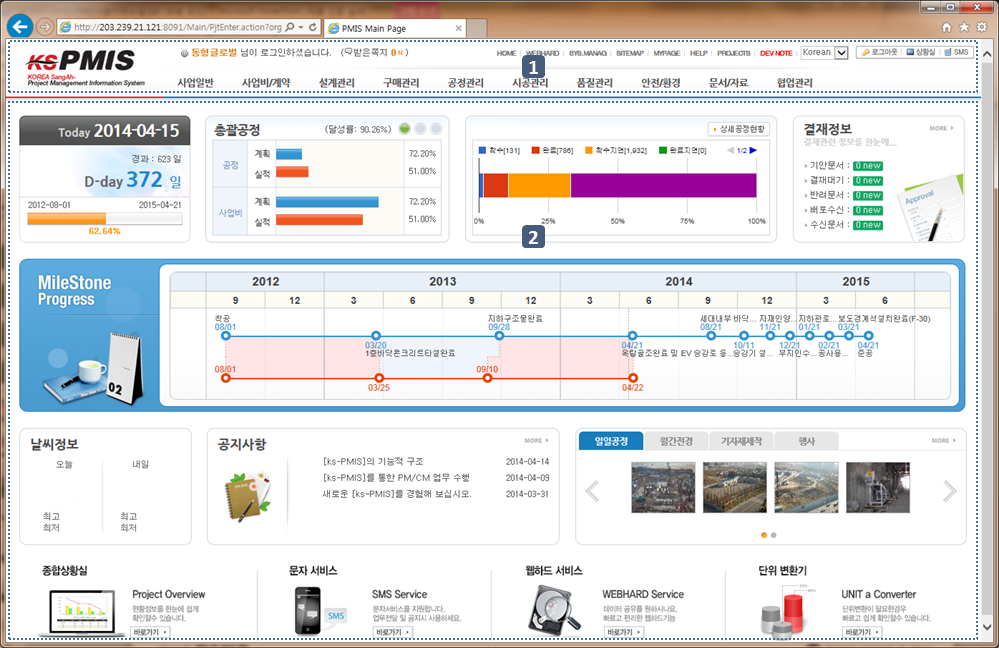 http://203.239.21.121:8091/Main/PjtEnter.action?org
PMIS Main Page
KSPMIS
KOREA SangAh-
Project Management Information System
동형글로벌 님이 로그인하셨습니다. (받은쪽지 0 N )
HOME WEBHARD SYS.MANAG SITEMAP MYPAGE HELP PROJECTS DEV NOTE Korean 로그아웃 상황실 SMS
1
사업일반 사업비/계약 설계관리 구매관리 공정관리 시공관리 품질관리 안전/환경 문서/자료 협업관리
Today 2014-04-15
경과 : 623 일
D-day 372 일
2012-08-01 2015-04-21
62.64%
총괄공정 (달성률: 90.26%)
공정 계획 72.20%
실적 51.00%
사업비 계획 72.20%
실적 51.00%
상세공정현황
착수[131] 완료[786] 착수지연[1,932] 완료지연[0] 1/2
0% 25% 50% 75% 100%
2
결재정보 MORE
결재관련 정보를 한눈에...
기안문서 : 0 new
결재대기 : 0 new
반려문서 : 0 new
배포수신 : 0 new
수신문서 : 0 new
Approval
MileStone
Progress
02
2012 2013 2014 2015
9 12 3 6 9 12 3 6 9 12 3 6
착공 지하구조물완료 세대내부 바닥... 자재인양... 지하관로... 보도경계석설치완료(F-30)
08/01 09/28 08/21 11/21 01/21 03/21
03/20 04/21 10/11 12/21 02/21 04/21
1층바닥콘크리트타설완료 옥탑골조완료 및 EV 승강로 등... 승강기 설... 부지인수... 공사용... 준공
08/01 09/10
03/25 04/22
날씨정보
오늘 내일
최고 최고
최저 최저
공지사항 MORE
[ks-PMIS]의 기능적 구조 2014-04-14
[ks-PMIS]를 통한 PM/CM 업무 수행 2014-04-09
새로운 [ks-PMIS]를 경험해 보십시오. 2014-03-31
일일공정 월간전경 기자재제작 행사 MORE
종합상황실
Project Overview
현황정보를 한눈에 쉽게
확인할수 있습니다.
바로가기
문자 서비스
SMS
SMS Service
문자서비스를 지원합니다.
업무전달 및 공지시 사용하세요.
바로가기
웹하드 서비스
WEBHARD Service
데이터 공유를 원하시나요.
빠르고 편리한 웹하드기능
바로가기
단위 변환기
UNIT a Converter
단위변환이 필요한경우
빠르고 쉽게 확인할수 있습니다.
바로가기